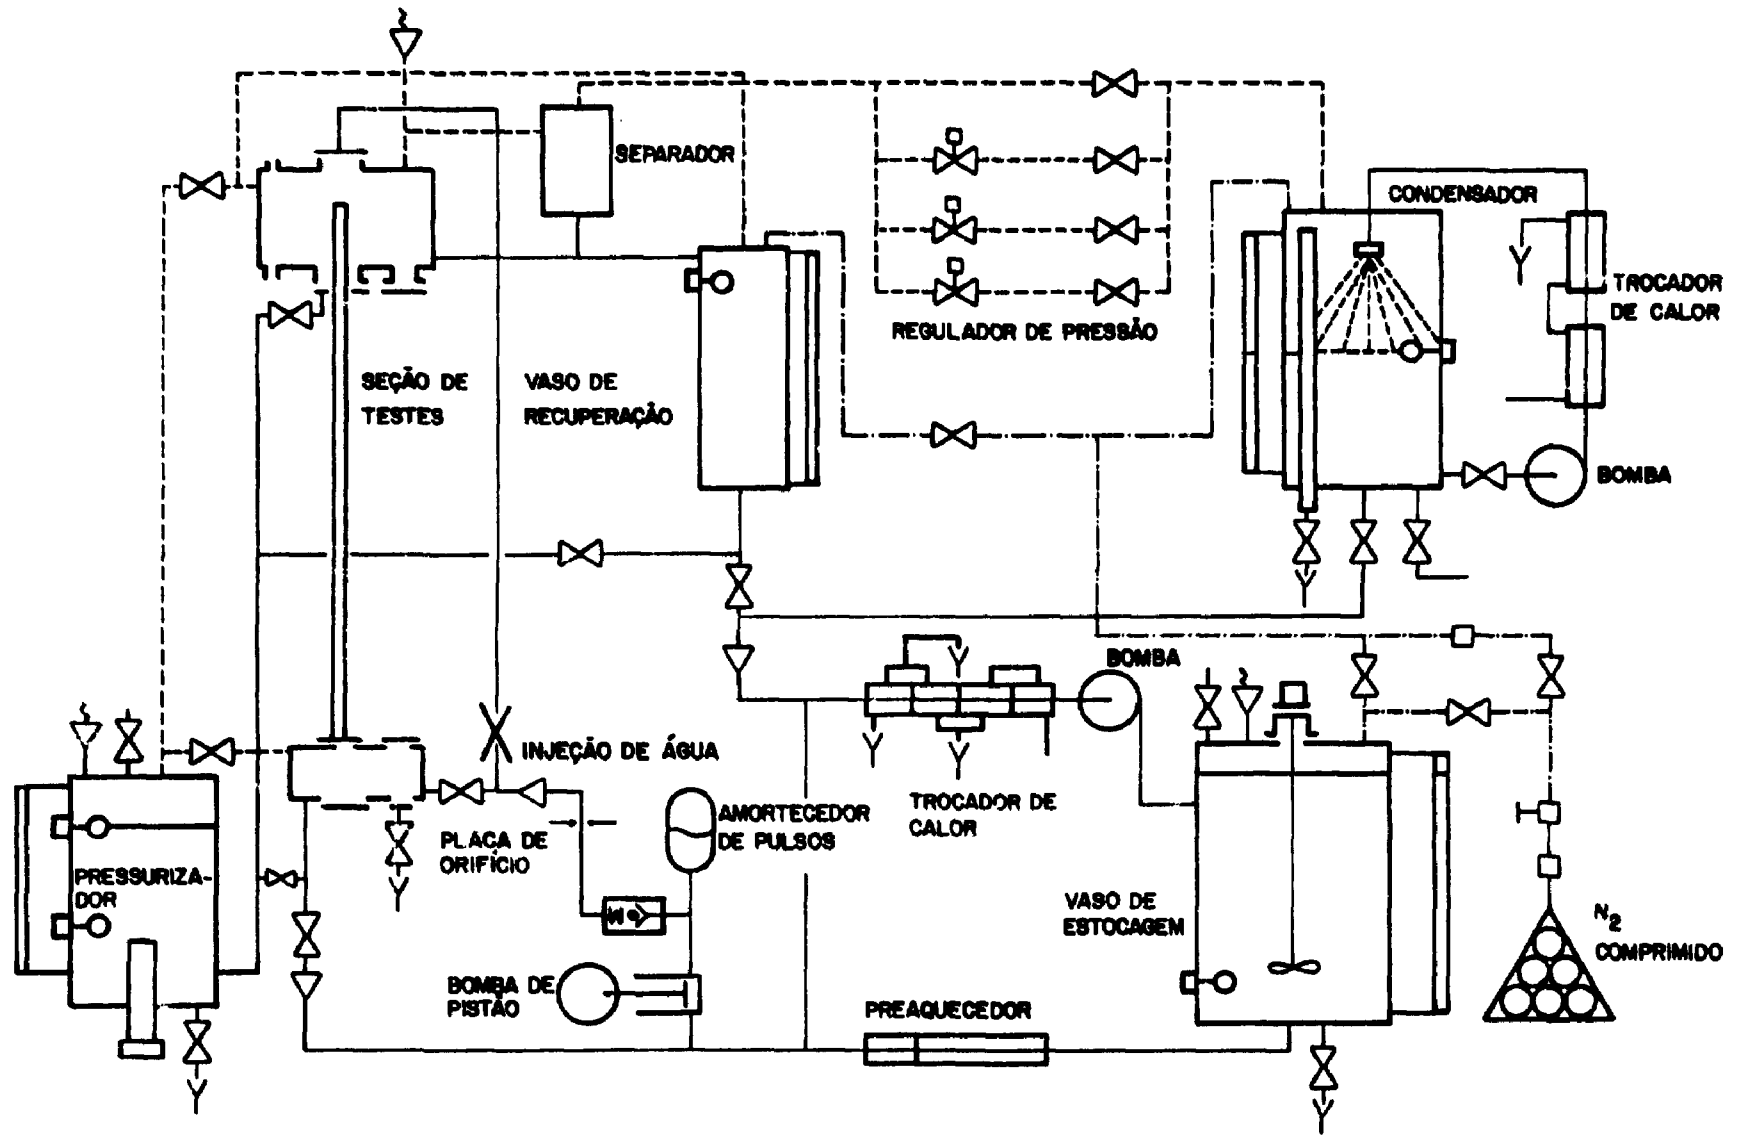 SEPARADOR
CONDENSADOR
TROCADOR
DE CALOR
REGULADOR DE PRESSÃO
SEÇÃO DE
TESTES
VASO DE
RECUPERAÇÃO
BOMBA
BOMBA
INJEÇÃO DE ÁGUA
TROCADOR DE
CALOR
AMORTECEDOR
DE PULSOS
PLACA DE
ORIFÍCIO
PRESSURIZA-
DOR
VASO DE
ESTOCAGEM
N2
COMPRIMIDO
BOMBA DE
PISTÃO
PREAQUECEDOR